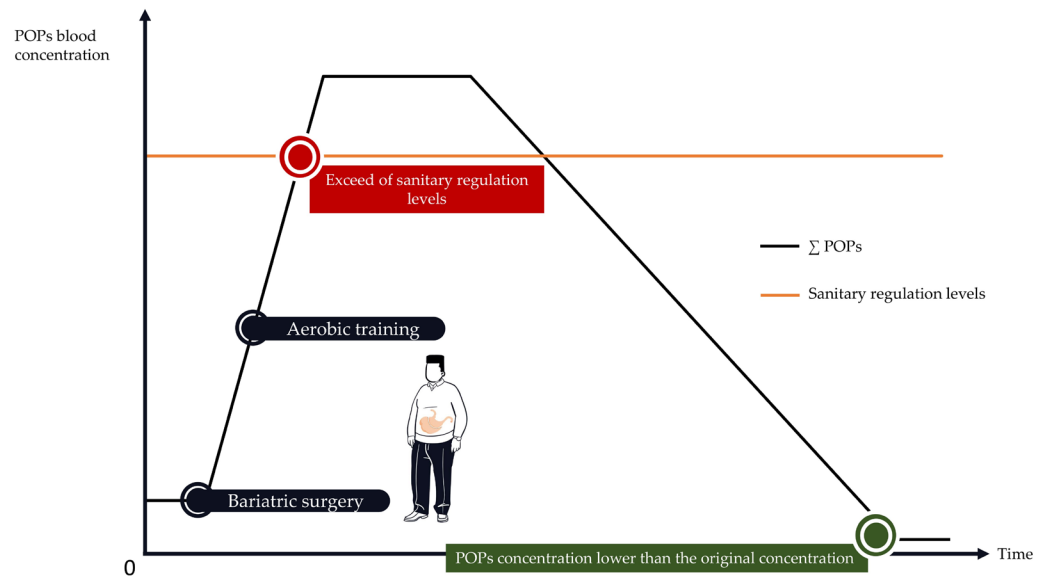 POPs blood
concentration
Exceed of sanitary regulation
levels
∑ POPs
Sanitary regulation levels
Aerobic training
Bariatric surgery
POPs concentration lower than the original concentration
Time
0